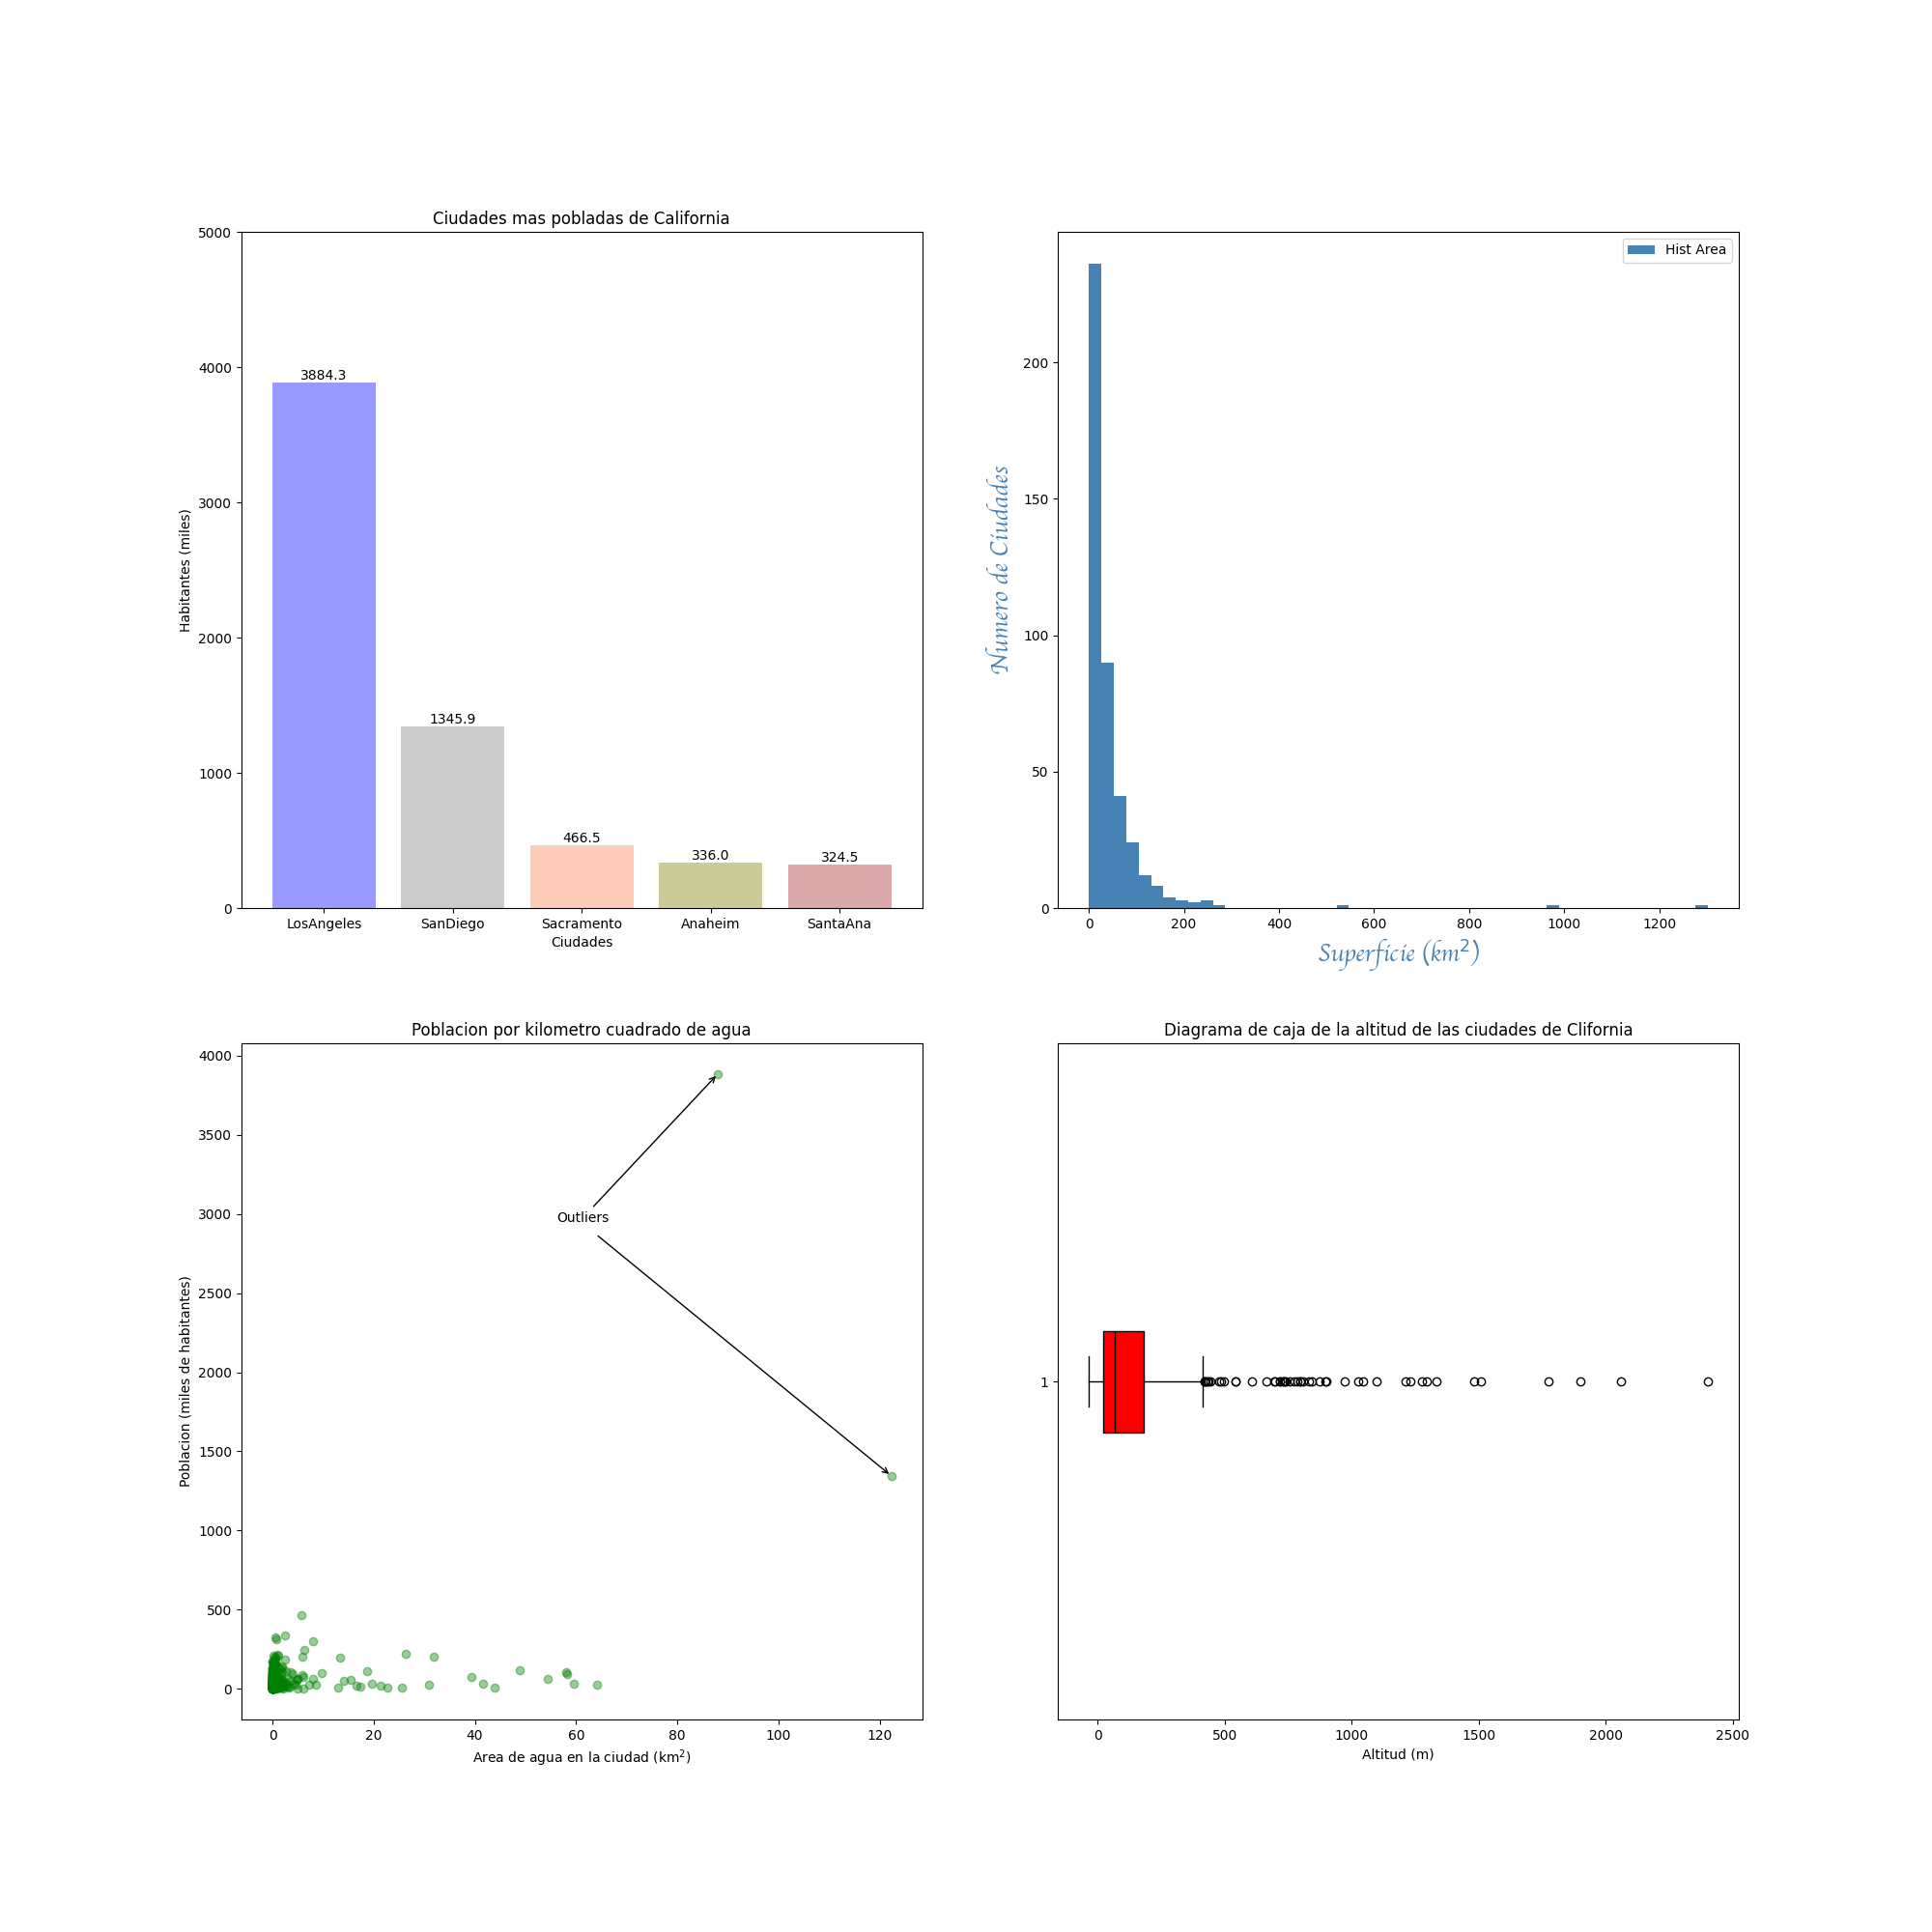 Ciudades mas pobladas de California
5000
4000
3000
2000
1000
0
Habitantes (miles)
3884.3
1345.9
466.5
336.0
324.5
LosAngeles SanDiego Sacramento Anaheim SantaAna
Ciudades
Hist Area
200
150
100
50
0
Numero de Ciudades
0 200 400 600 800 1000 1200
Superficie (km²)
Poblacion por kilometro cuadrado de agua
4000
3500
3000
2500
2000
1500
1000
500
0
Poblacion (miles de habitantes)
Outliers
0 20 40 60 80 100 120
Area de agua en la ciudad (km²)
Diagrama de caja de la altitud de las ciudades de Clifornia
1
0 500 1000 1500 2000 2500
Altitud (m)